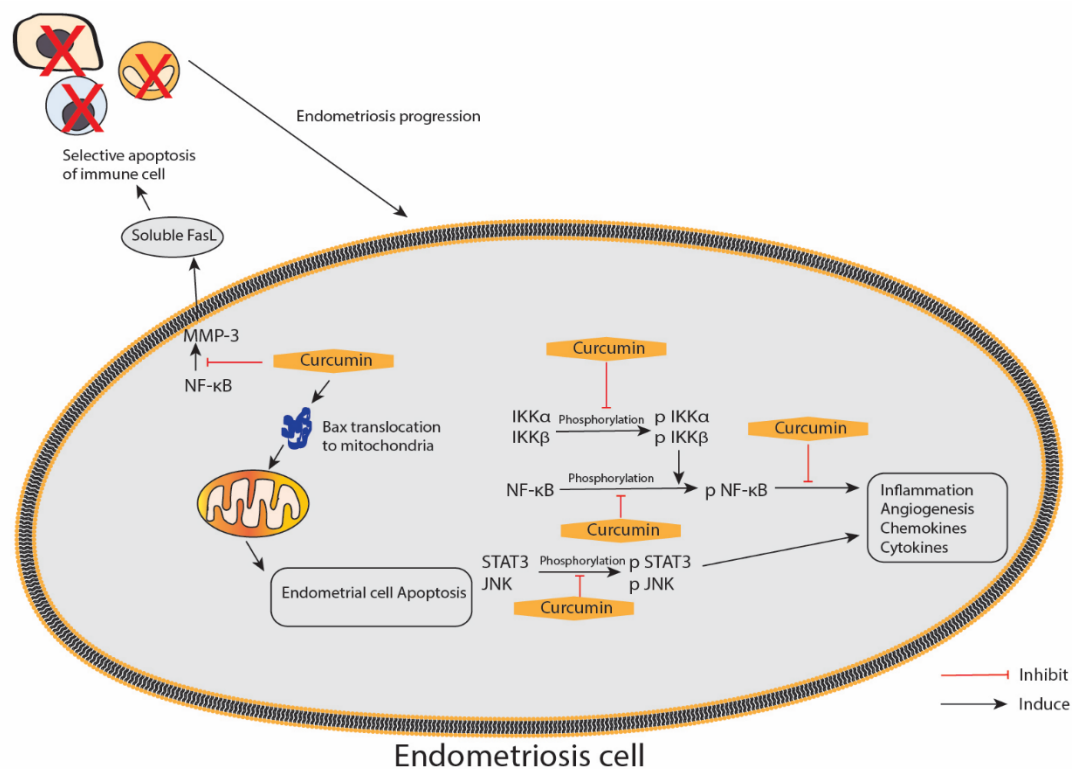 Endometriosis progression
Selective apoptosis
of immune cell
Soluble FasL
MMP-3
NF-κB
Curcumin
Bax translocation
to mitochondria
Endometrial cell Apoptosis
Curcumin
IKKα
IKKβ
Phosphorylation
p IKKα
p IKKβ
Curcumin
NF-κB
Phosphorylation
p NF-κB
Curcumin
STAT3
JNK
Phosphorylation
p STAT3
p JNK
Curcumin
Inflammation
Angiogenesis
Chemokines
Cytokines
Inhibit
Induce
Endometriosis cell